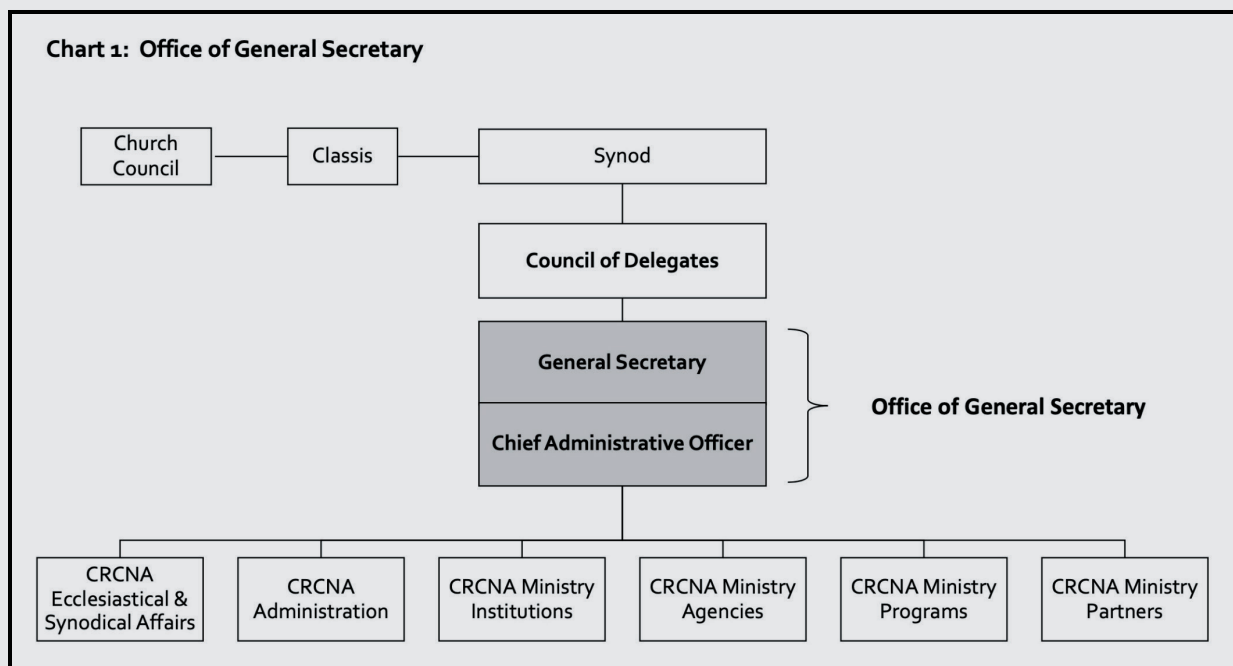 Chart 1: Office of General Secretary
Church
Council
Classis
Synod
Council of Delegates
General Secretary
Chief Administrative Officer
Office of General Secretary
CRCNA
Ecclesiastical &
Synodical Affairs
CRCNA
Administration
CRCNA Ministry
Institutions
CRCNA Ministry
Agencies
CRCNA Ministry
Programs
CRCNA Ministry
Partners